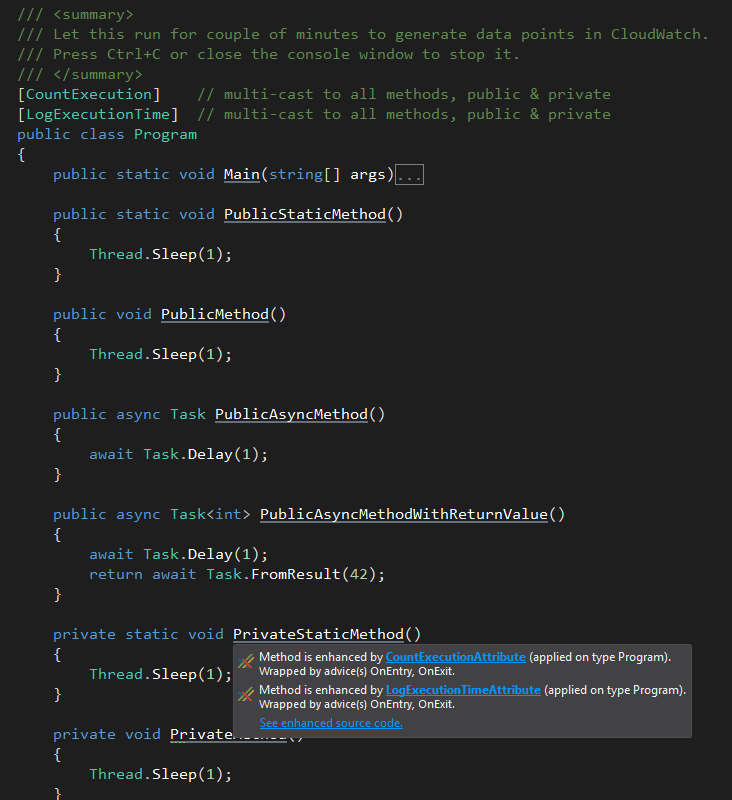 /// <summary>
/// Let this run for couple of minutes to generate data points in CloudWatch.
/// Press Ctrl+C or close the console window to stop it.
/// </summary>
[CountExecution]    // multi-cast to all methods, public & private
[LogExecutionTime]  // multi-cast to all methods, public & private
public class Program
{
    public static void Main(string[] args)...

    public static void PublicStaticMethod()
    {
        Thread.Sleep(1);
    }

    public void PublicMethod()
    {
        Thread.Sleep(1);
    }

    public async Task PublicAsyncMethod()
    {
        await Task.Delay(1);
    }

    public async Task<int> PublicAsyncMethodWithReturnValue()
    {
        await Task.Delay(1);
        return await Task.FromResult(42);
    }

    private static void PrivateStaticMethod()
    {
        Thread.Sleep(1);
    }
Method is enhanced by CountExecutionAttribute (applied on type Program).
Wrapped by advice(s) OnEntry, OnExit.
Method is enhanced by LogExecutionTimeAttribute (applied on type Program).
Wrapped by advice(s) OnEntry, OnExit.
See enhanced source code.

    private void PrivateMethod()
    {
        Thread.Sleep(1);
    }